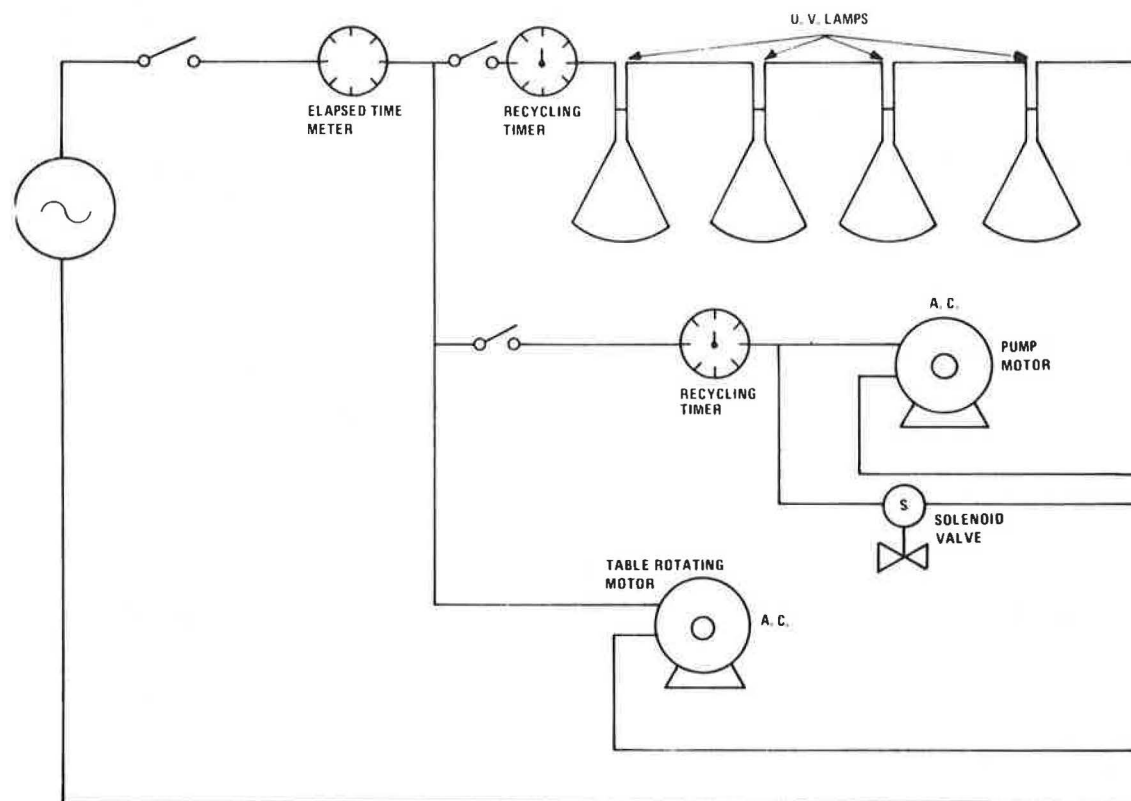 U. V. LAMPS
ELAPSED TIME
METER
RECYCLING
TIMER
A. C.
PUMP
MOTOR
RECYCLING
TIMER
S
SOLENOID
VALVE
TABLE ROTATING
MOTOR
A. C.